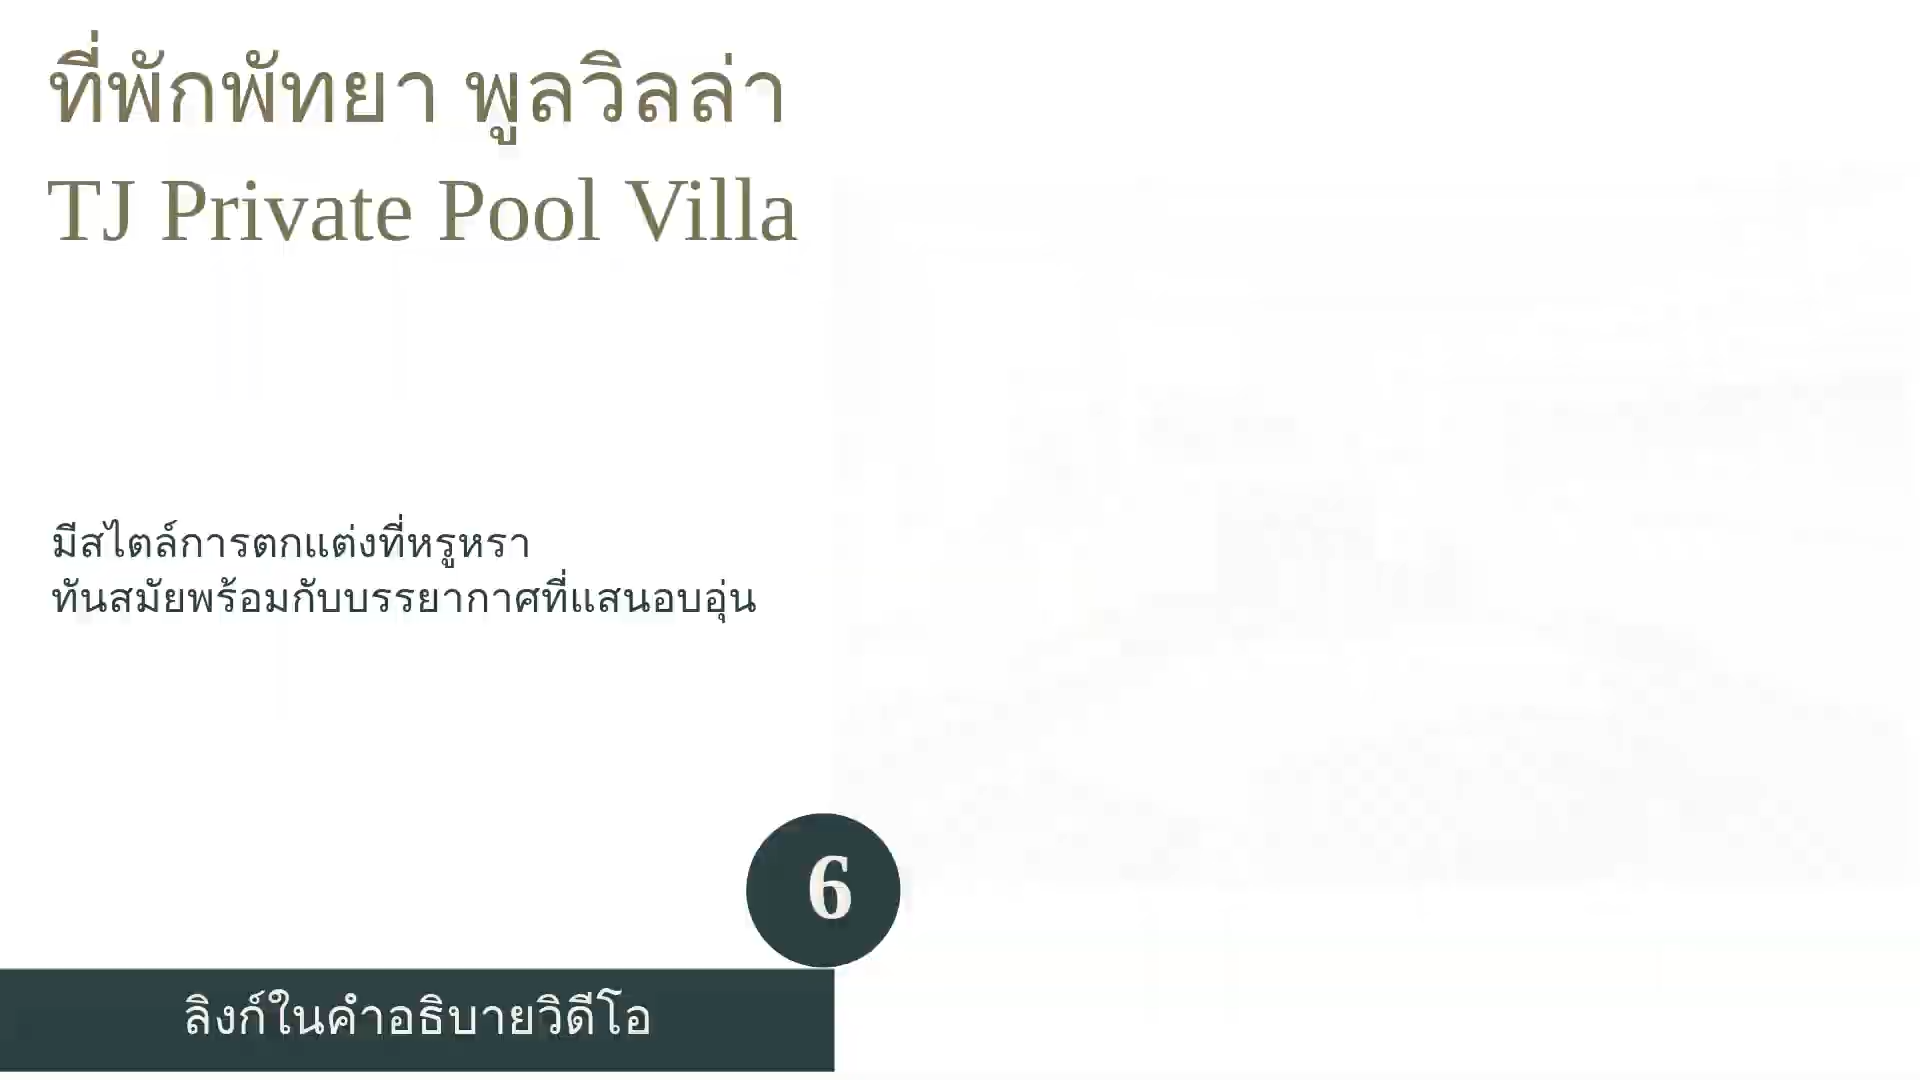 ที่พักพัทยา พูลวิลล่า
TJ Private Pool Villa
มีสไตล์การตกแต่งที่หรูหรา
ทันสมัยพร้อมกับบรรยากาศที่แสนอบอุ่น
6
ลิงก์ในคำอธิบายวิดีโอ